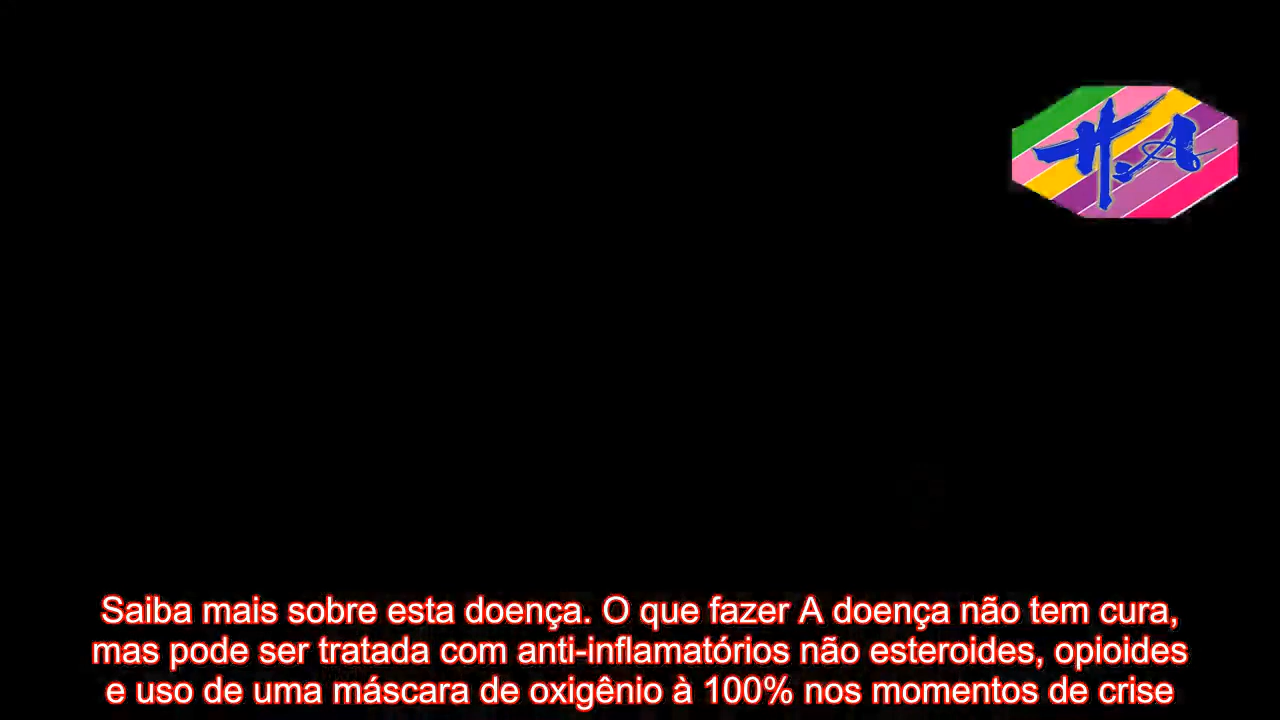 H.A
Saiba mais sobre esta doença. O que fazer A doença não tem cura,
mas pode ser tratada com anti-inflamatórios não esteroides, opioides
e uso de uma máscara de oxigênio à 100% nos momentos de crise